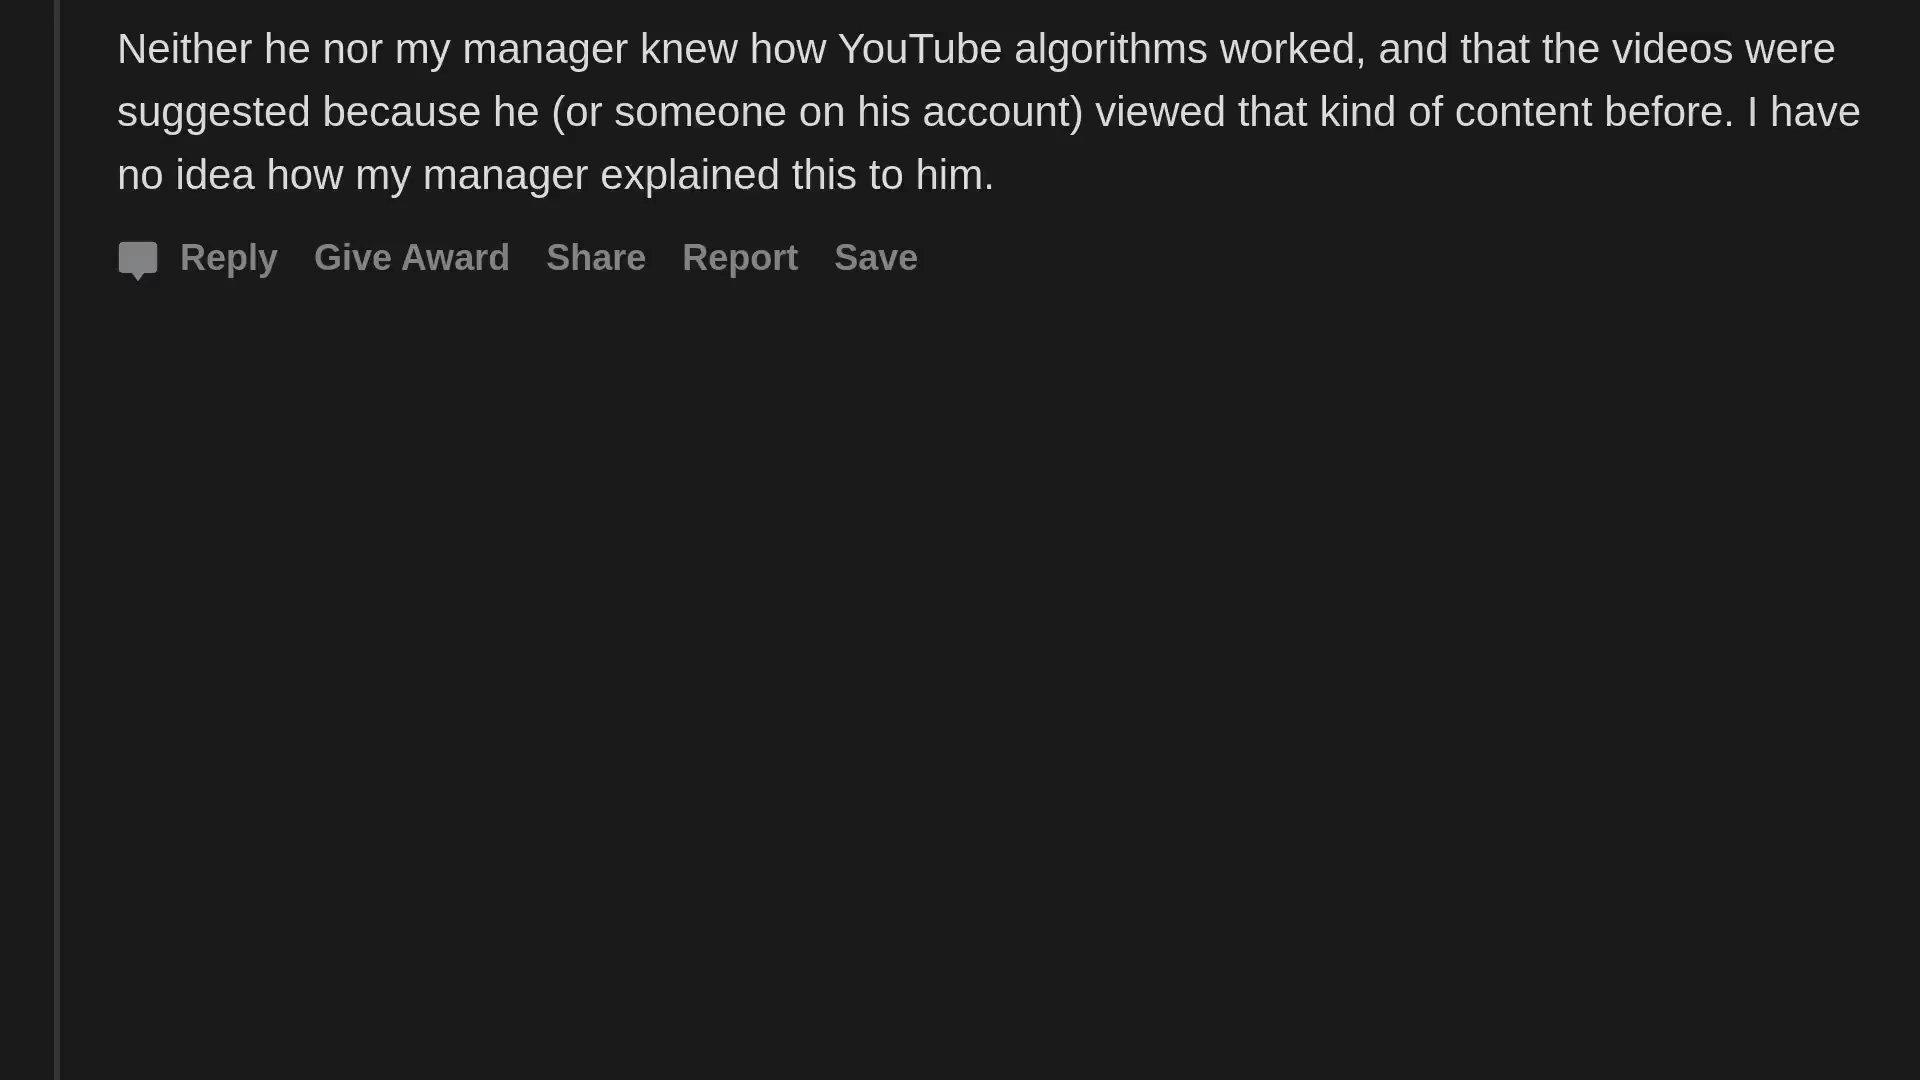 Neither he nor my manager knew how YouTube algorithms worked, and that the videos were
suggested because he (or someone on his account) viewed that kind of content before. I have
no idea how my manager explained this to him.
Reply Give Award Share Report Save